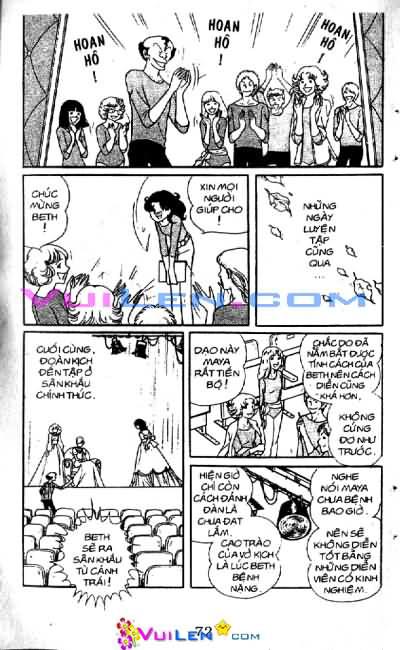 HOAN
HÔ
!
HOAN
HÔ
!
HOAN
HÔ
!
CHÚC
MỪNG
BETH
!
XIN MỌI
NGƯỜI
GIÚP CHO
!
NHỮNG
NGÀY
LUYỆN
TẬP
CŨNG
QUA
...
VUILEN.COM
CUỐI CÙNG,
ĐOÀN KỊCH
ĐẾN TẬP Ở
SÂN KHẤU
CHÍNH THỨC.
BETH
SẼ RA
SÂN KHẤU
TỪ CÁNH
TRÁI!
DẠO NÀY
MAYA
RẤT TIẾN
BỘ!
CHẮC DO ĐÃ
NẮM BẮT ĐƯỢC
TÍNH CÁCH CỦA
BETH NÊN CÁCH
DIỄN CŨNG
KHÁ HƠN.
KHÔNG
CỨNG
ĐƠ NHƯ
TRƯỚC.
HIỆN GIỜ
CHỈ CÒN
CÁCH ĐÁNH
ĐÀN LÀ
CHƯA ĐẠT
LẮM.
CAO TRÀO
CỦA VỞ KỊCH
LÀ LÚC BETH
BỆNH
NẶNG.
NGHE
NÓI MAYA
CHƯA BỆNH
BAO GIỜ.
NÊN SẼ
KHÔNG DIỄN
TỐT BẰNG
NHỮNG DIỄN
VIÊN CÓ KINH
NGHIỆM.
73
VUILEN.COM